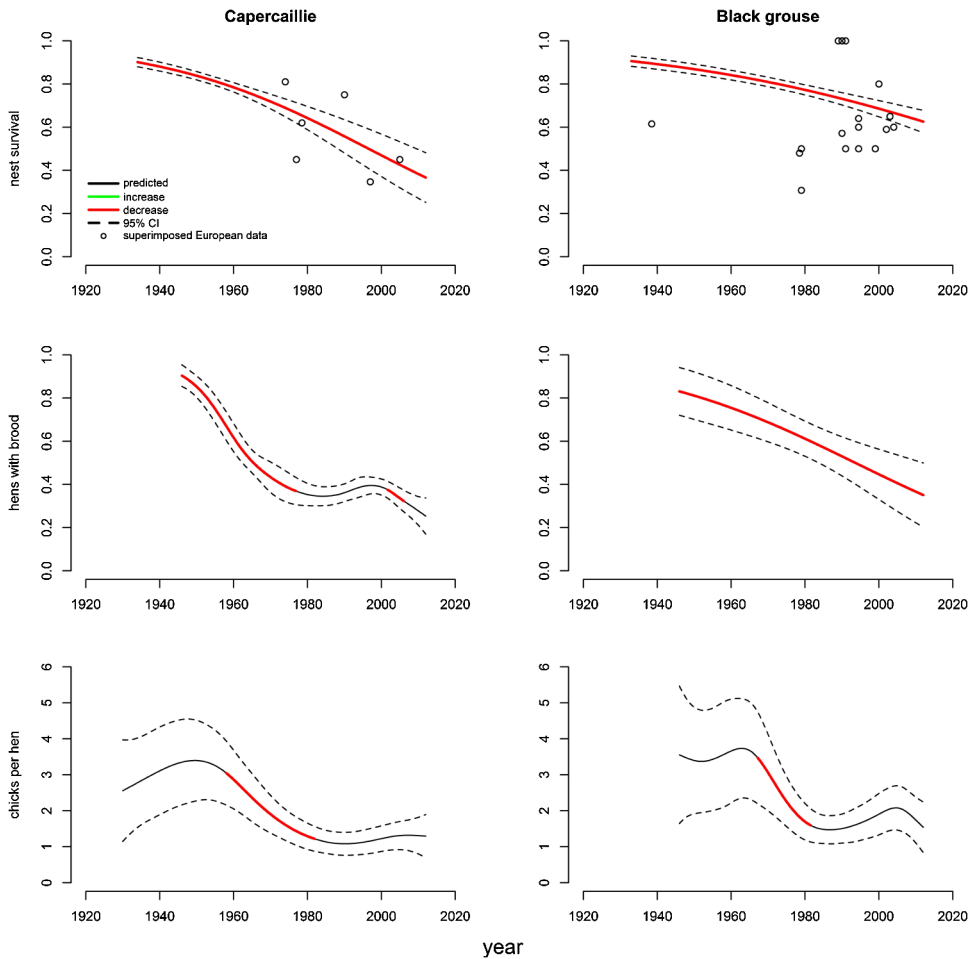 Capercaillie Black grouse
nest survival
0.0 0.2 0.4 0.6 0.8 1.0
predicted
increase
decrease
95% CI
superimposed European data
1920 1940 1960 1980 2000 2020
0.0 0.2 0.4 0.6 0.8 1.0
1920 1940 1960 1980 2000 2020
hens with brood
0.0 0.2 0.4 0.6 0.8 1.0
1920 1940 1960 1980 2000 2020
0.0 0.2 0.4 0.6 0.8 1.0
1920 1940 1960 1980 2000 2020
chicks per hen
0 1 2 3 4 5 6
1920 1940 1960 1980 2000 2020
0 1 2 3 4 5 6
1920 1940 1960 1980 2000 2020
year